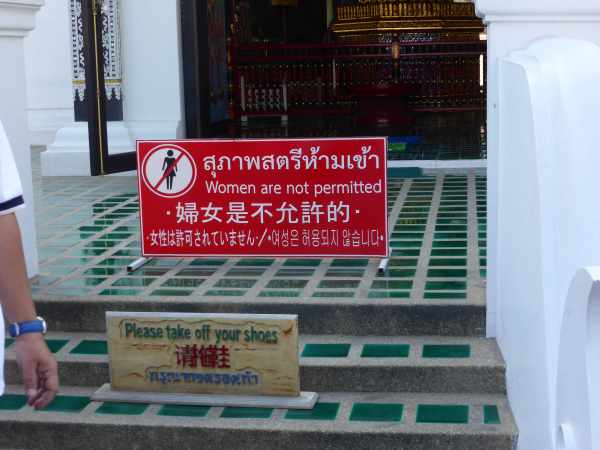 สุภาพสตรีห้ามเข้า
Women are not permitted
·婦女是不允許的·
·女性は許可されていません·／·여성은 허용되지 않습니다·
Please take off your shoes
请脱鞋
กรุณาถอดรองเท้า